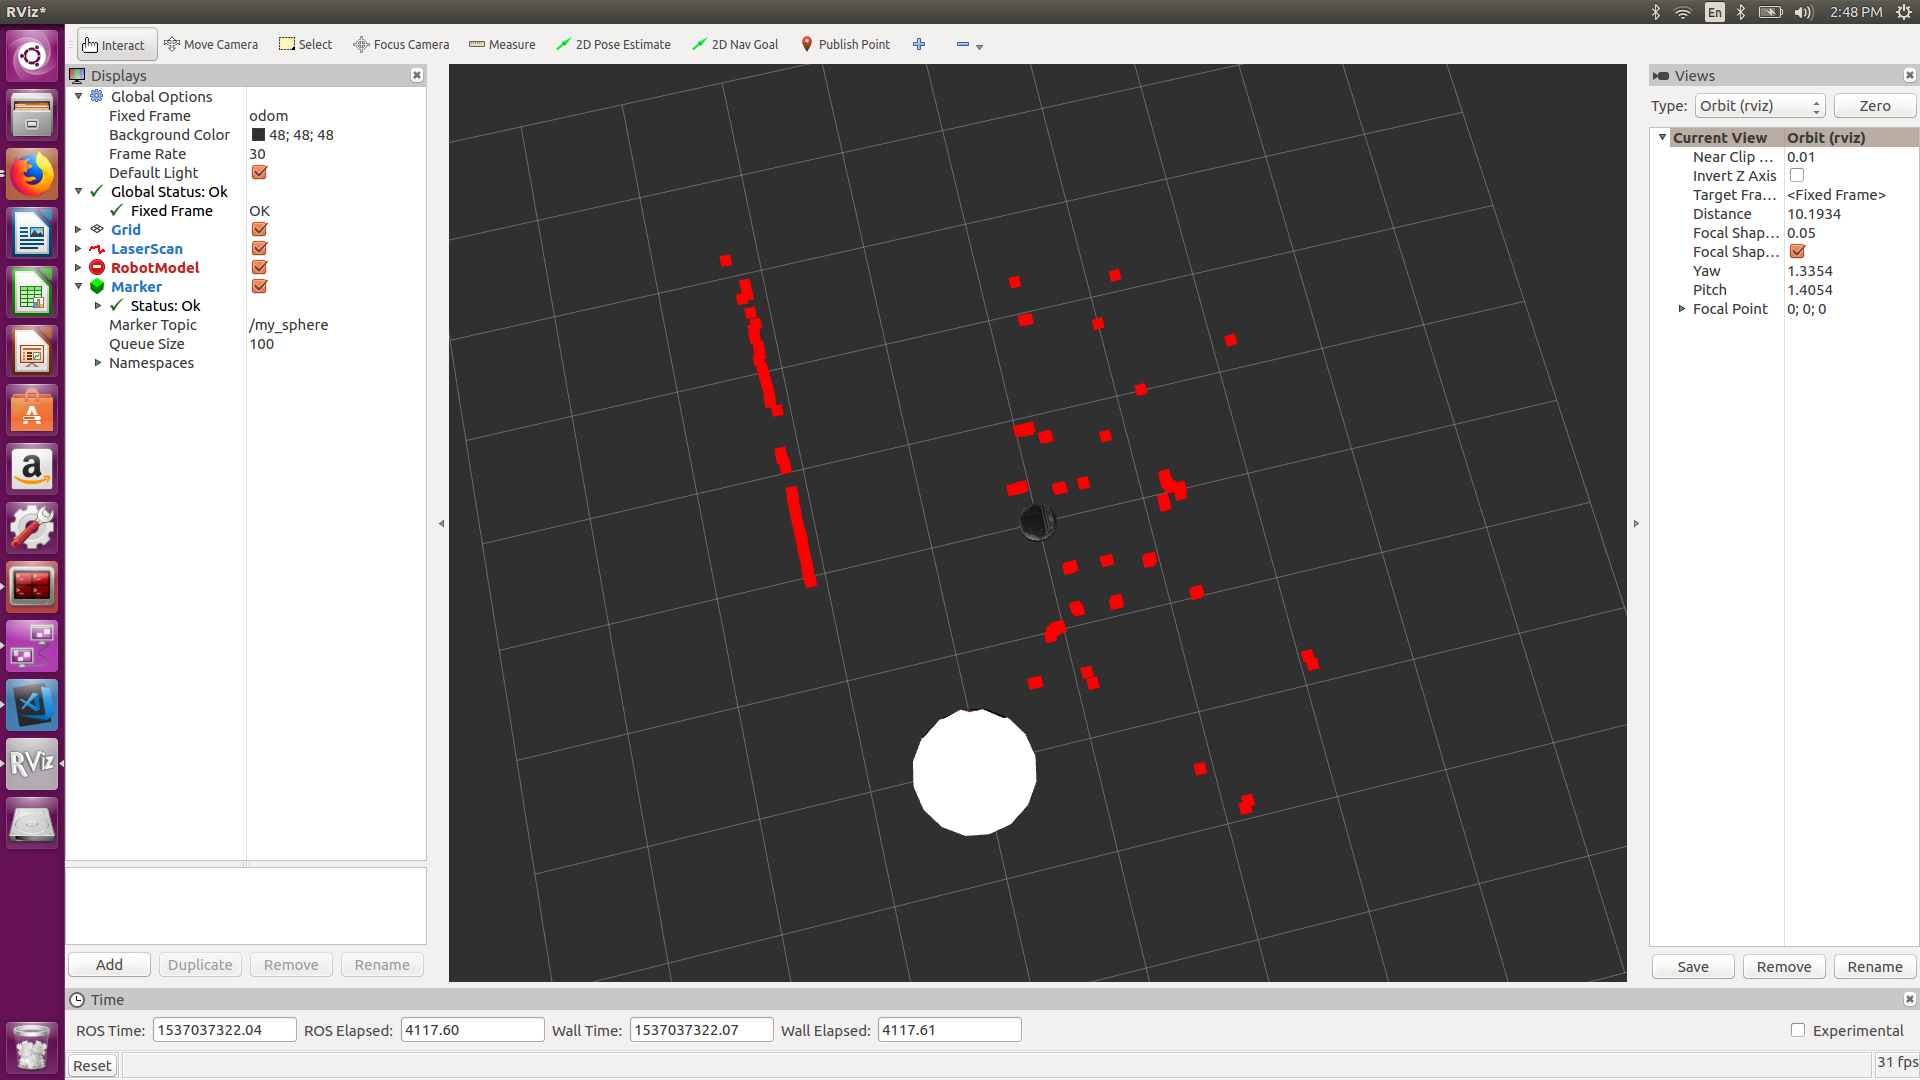 RViz*
En
2:48 PM
Interact
Move Camera
Select
Focus Camera
Measure
2D Pose Estimate
2D Nav Goal
Publish Point
Displays
Global Options
Fixed Frame odom
Background Color 48; 48; 48
Frame Rate 30
Default Light
Global Status: Ok
Fixed Frame OK
Grid
LaserScan
RobotModel
Marker
Status: Ok
Marker Topic /my_sphere
Queue Size 100
Namespaces
Add
Duplicate
Remove
Rename
Views
Type: Orbit (rviz) Zero
Current View Orbit (rviz)
Near Clip ... 0.01
Invert Z Axis
Target Fra... <Fixed Frame>
Distance 10.1934
Focal Shap... 0.05
Focal Shap...
Yaw 1.3354
Pitch 1.4054
Focal Point 0; 0; 0
Save
Remove
Rename
Time
ROS Time: 1537037322.04 ROS Elapsed: 4117.60 Wall Time: 1537037322.07 Wall Elapsed: 4117.61 Experimental
Reset
31 fps
RViz